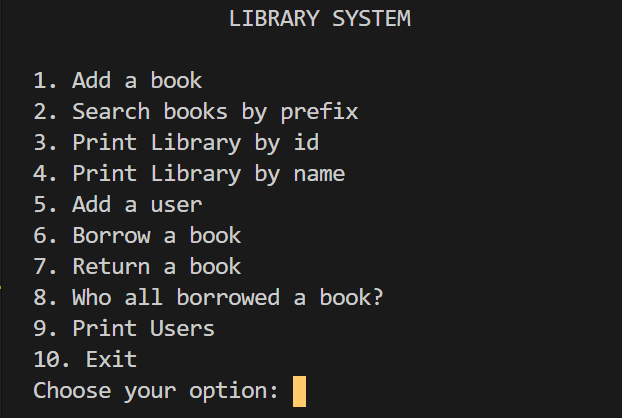 LIBRARY SYSTEM
1. Add a book
2. Search books by prefix
3. Print Library by id
4. Print Library by name
5. Add a user
6. Borrow a book
7. Return a book
8. Who all borrowed a book?
9. Print Users
10. Exit
Choose your option: